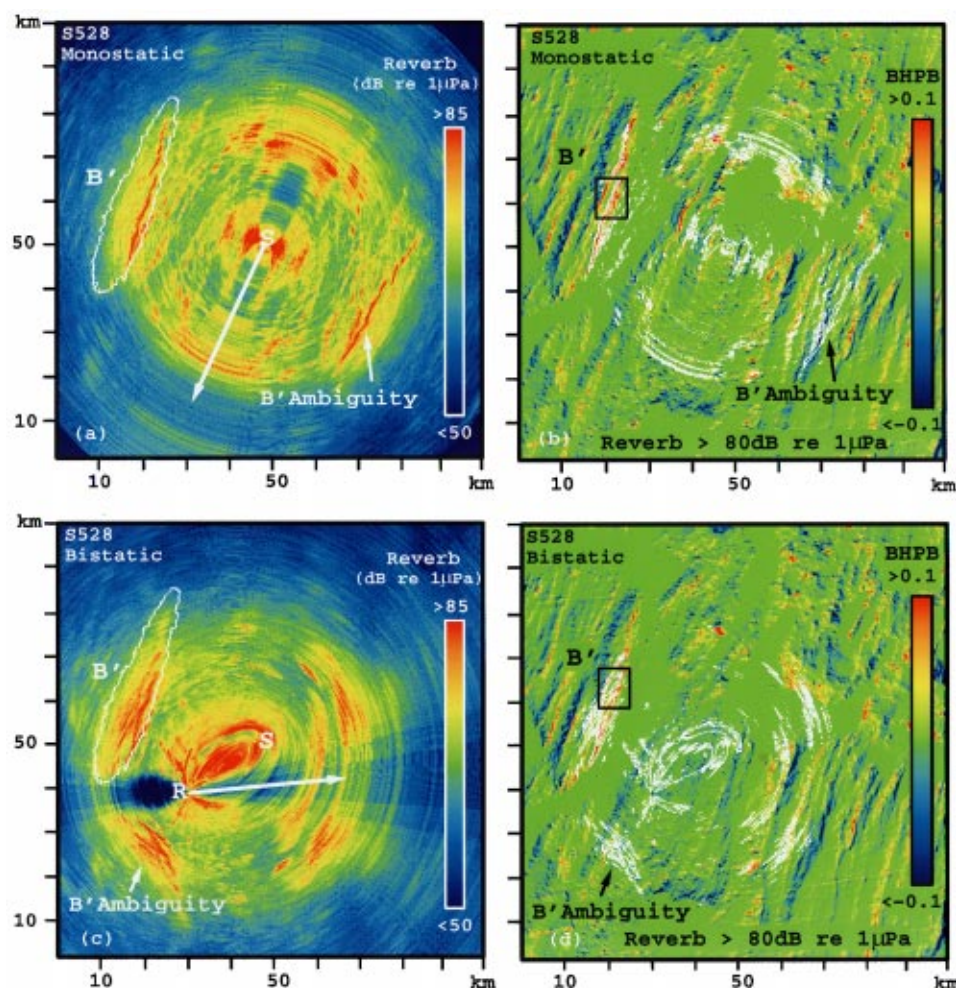 km
S528
Monostatic
Reverb
(dB re 1µPa)
>85
B'
50
S
B'Ambiguity
10
(a)
<50
10
50
km
S528
Monostatic
BHPB
>0.1
B'
B'Ambiguity
<-0.1
(b)
Reverb > 80dB re 1µPa
10
50
km
km
S528
Bistatic
Reverb
(dB re 1µPa)
>85
B'
50
S
R
B'Ambiguity
10
(c)
<50
10
50
km
S528
Bistatic
BHPB
>0.1
B'
B'Ambiguity
<-0.1
(d)
Reverb > 80dB re 1µPa
10
50
km